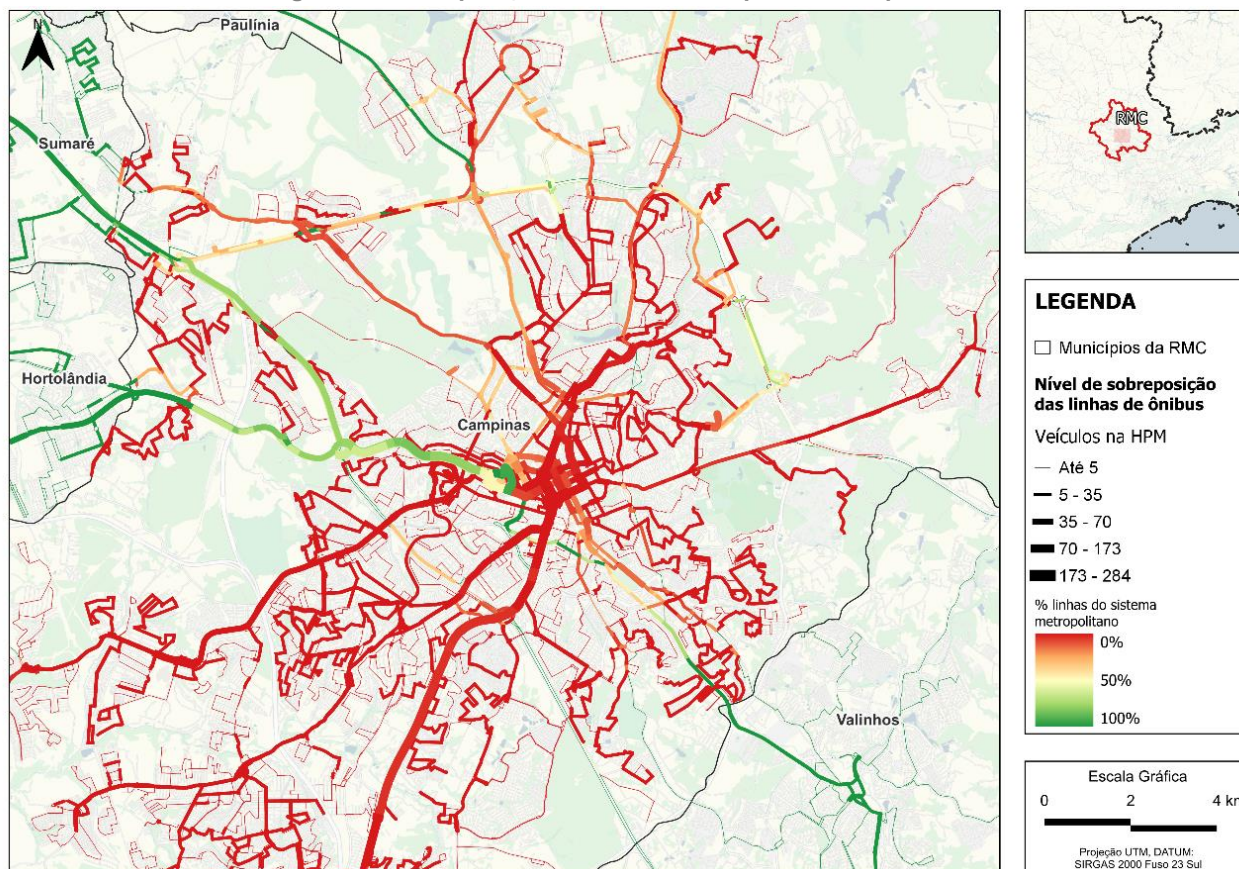 N
Paulínia
Sumaré
Hortolândia
Campinas
Valinhos
RMC
LEGENDA
Municípios da RMC
Nível de sobreposição
das linhas de ônibus
Veículos na HPM
Até 5
5 - 35
35 - 70
70 - 173
173 - 284
% linhas do sistema
metropolitano
0%
50%
100%
Escala Gráfica
0 2 4 km
Projeção UTM, DATUM:
SIRGAS 2000 Fuso 23 Sul